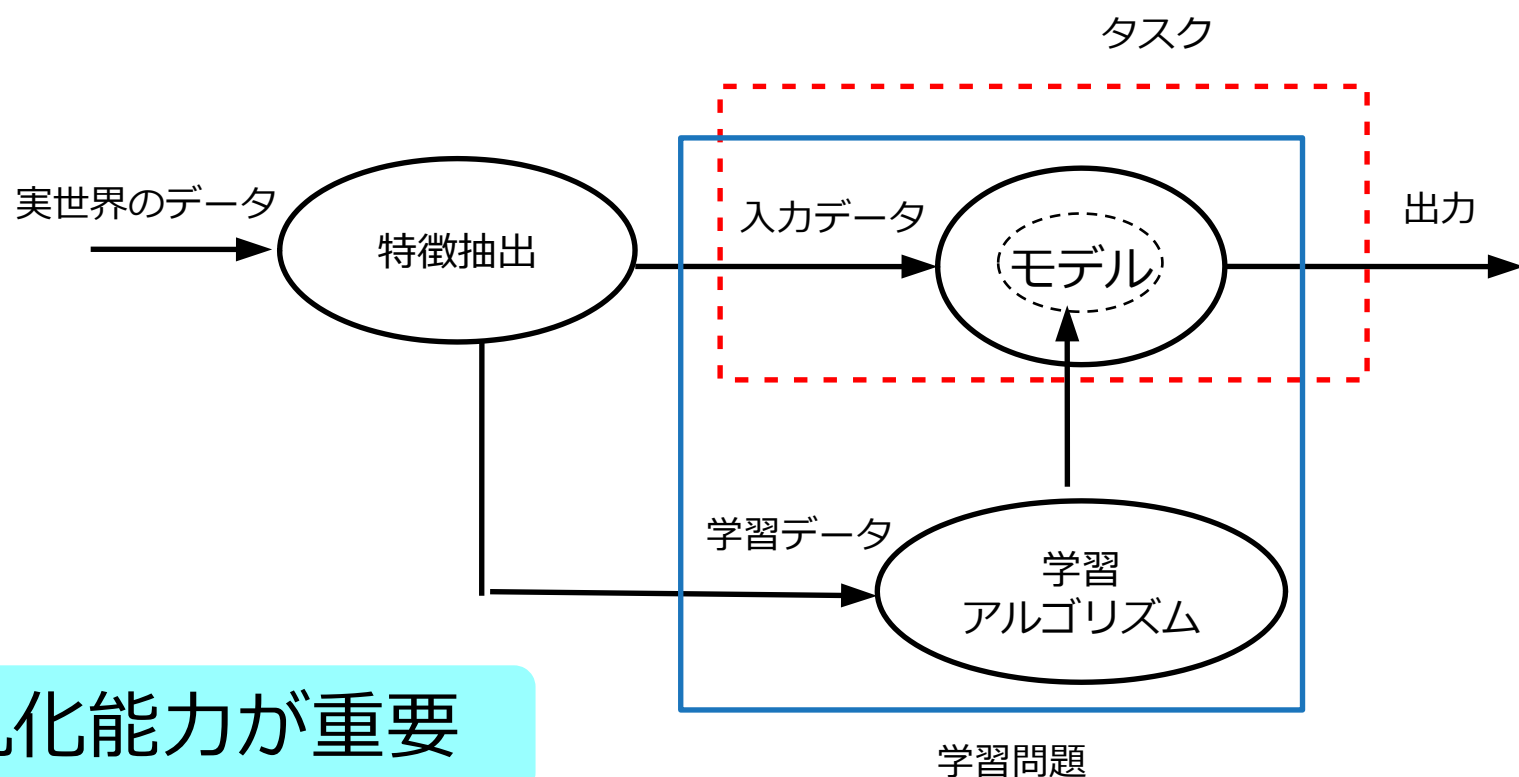 タスク
実世界のデータ
特徴抽出
入力データ
モデル
出力
学習データ
学習
アルゴリズム
化能力が重要
学習問題